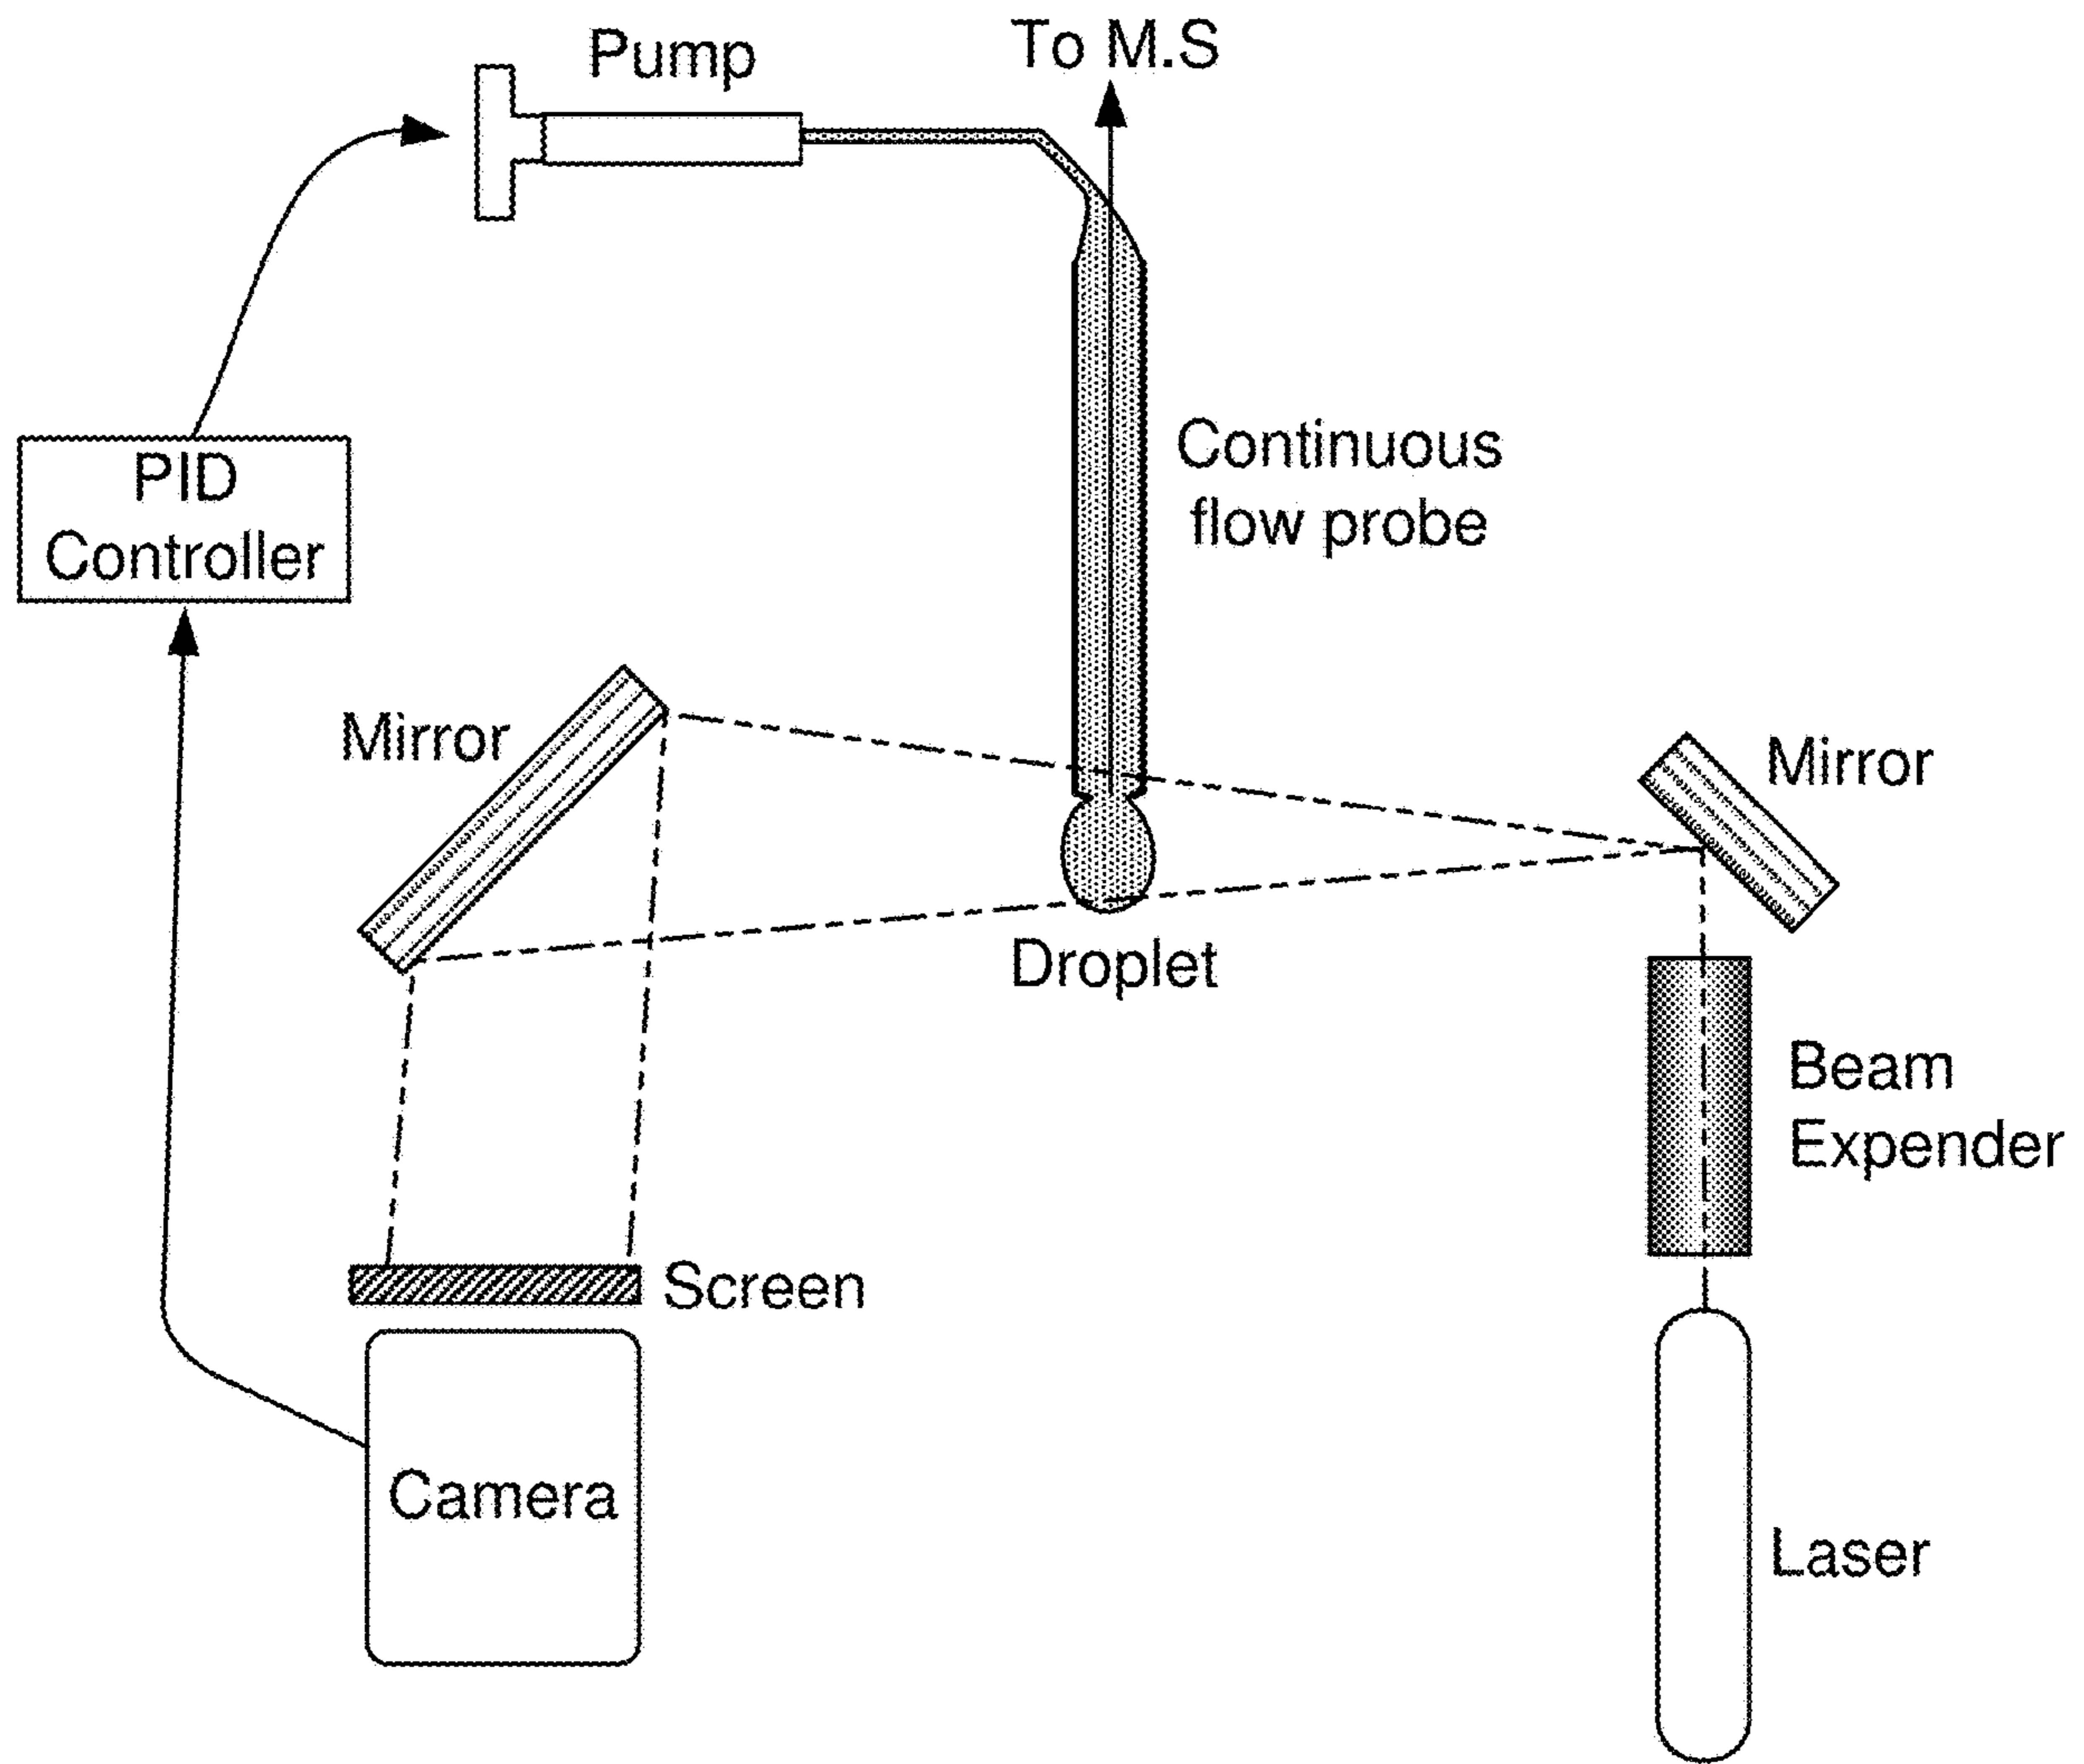 Pump
To M.S
PID
Controller
Continuous
flow probe
Mirror
Mirror
Droplet
Beam
Expender
Screen
Camera
Laser